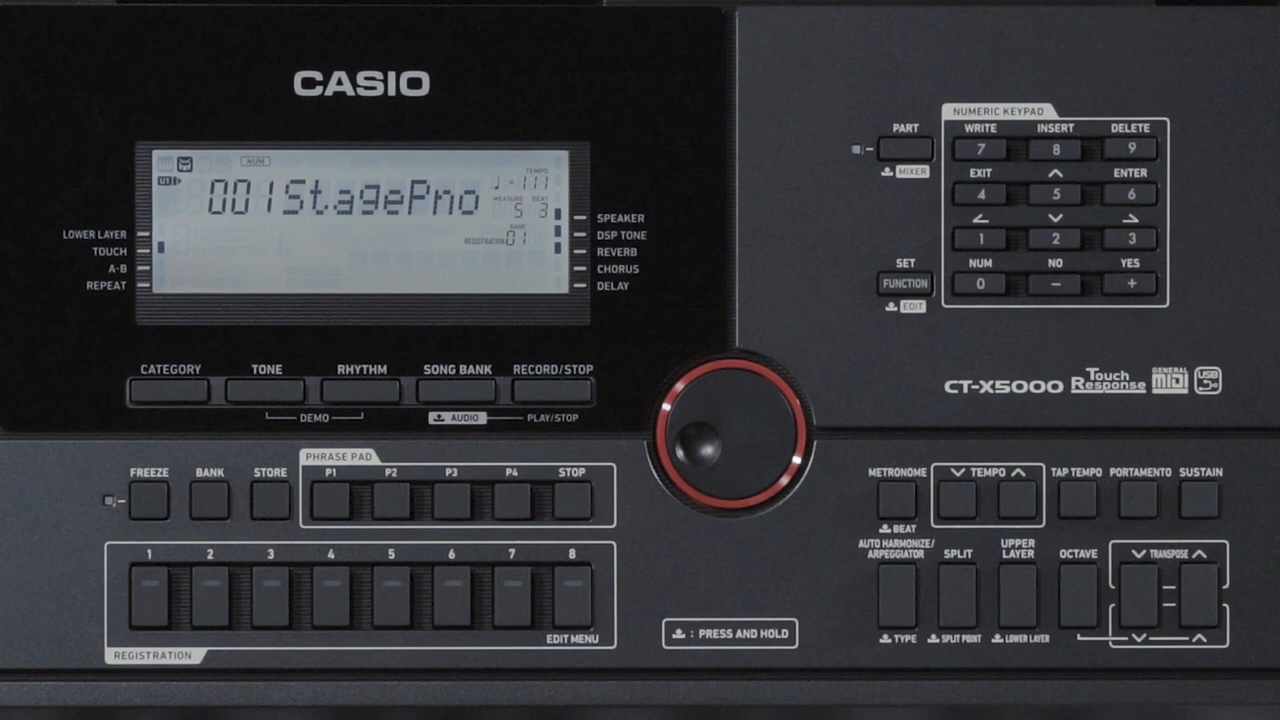 CASIO
NUM
U1
001StagePno
TEMPO
♩ = 111
MEASURE BEAT
5 3
BANK
REGISTRATION 01
LOWER LAYER
TOUCH
A-B
REPEAT
SPEAKER
DSP TONE
REVERB
CHORUS
DELAY
CATEGORY TONE RHYTHM SONG BANK RECORD/STOP
DEMO AUDIO PLAY/STOP
PART
MIXER
SET
FUNCTION
EDIT
NUMERIC KEYPAD
WRITE INSERT DELETE
7 8 9
EXIT ENTER
4 5 6
1 2 3
NUM NO YES
0 − +
CT-X5000 Touch Response GENERAL MIDI USB
PHRASE PAD
FREEZE BANK STORE P1 P2 P3 P4 STOP
1 2 3 4 5 6 7 8
EDIT MENU
REGISTRATION
: PRESS AND HOLD
METRONOME TEMPO TAP TEMPO PORTAMENTO SUSTAIN
BEAT
AUTO HARMONIZE/
ARPEGGIATOR SPLIT UPPER LAYER OCTAVE TRANSPOSE
TYPE SPLIT POINT LOWER LAYER